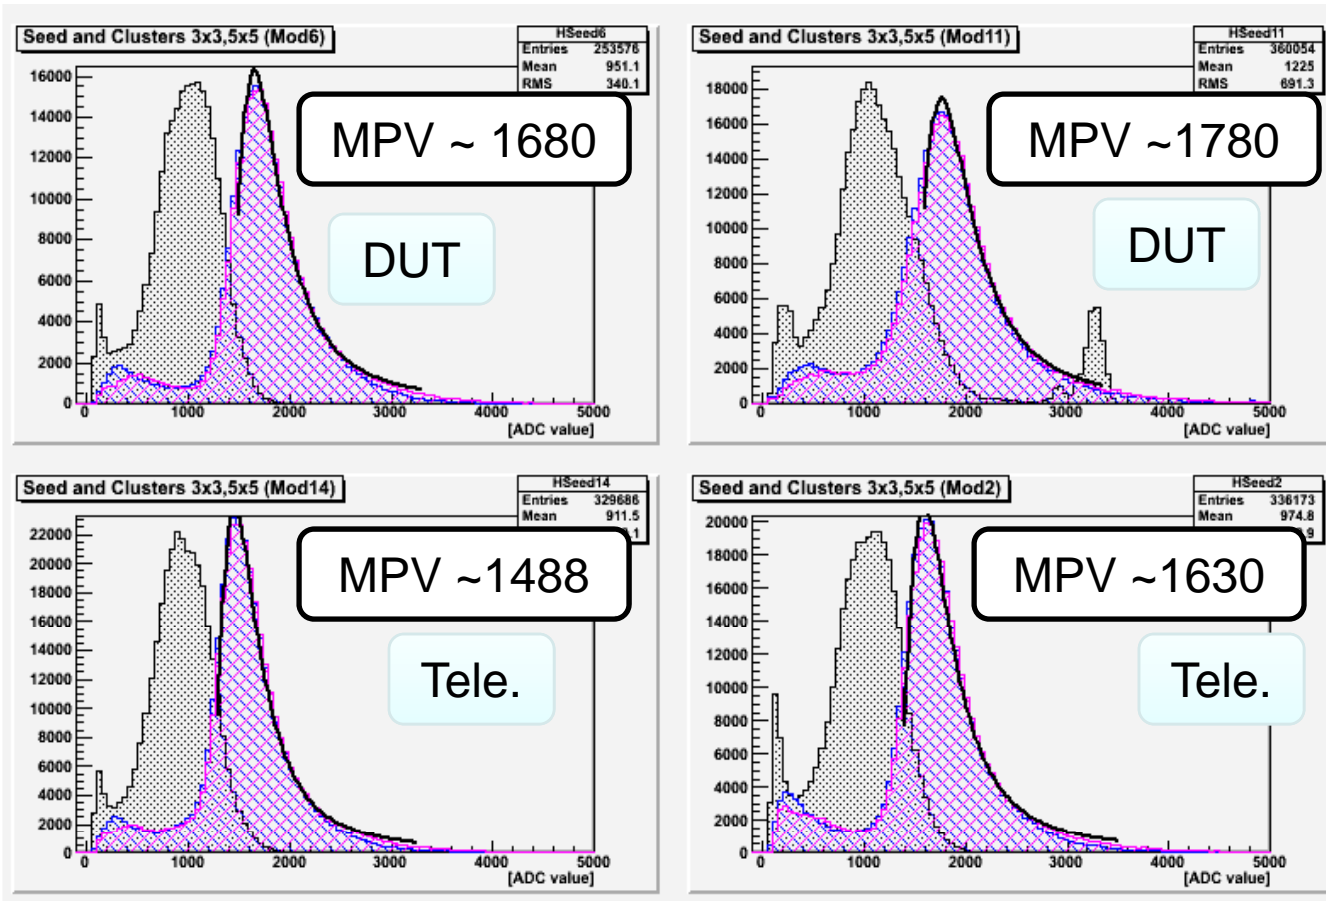 Seed and Clusters 3x3,5x5 (Mod6)
HSeed6
Entries 253576
Mean 951.1
RMS 340.1
MPV ~ 1680
DUT
16000
14000
12000
10000
8000
6000
4000
2000
0
0 1000 2000 3000 4000 5000
[ADC value]
Seed and Clusters 3x3,5x5 (Mod11)
HSeed11
Entries 360054
Mean 1225
RMS 691.3
MPV ~1780
DUT
18000
16000
14000
12000
10000
8000
6000
4000
2000
0
0 1000 2000 3000 4000 5000
[ADC value]
Seed and Clusters 3x3,5x5 (Mod14)
HSeed14
Entries 329686
Mean 911.5
MPV ~1488
Tele.
22000
20000
18000
16000
14000
12000
10000
8000
6000
4000
2000
0
0 1000 2000 3000 4000 5000
[ADC value]
Seed and Clusters 3x3,5x5 (Mod2)
HSeed2
Entries 336173
Mean 974.8
MPV ~1630
Tele.
20000
18000
16000
14000
12000
10000
8000
6000
4000
2000
0
0 1000 2000 3000 4000 5000
[ADC value]